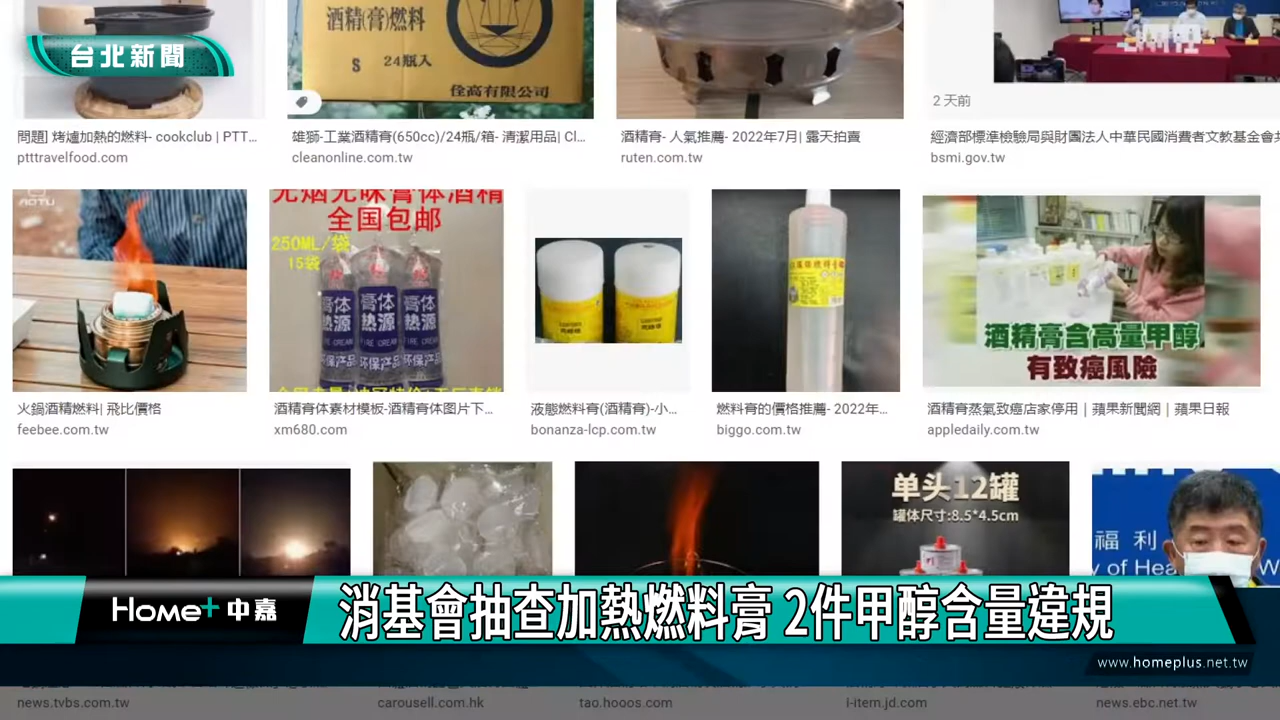 台北新聞
酒精(膏)燃料
S 24瓶入
佺高有限公司
2 天前
問題] 烤爐加熱的燃料- cookclub | PTT...
ptttravelfood.com
雄獅-工業酒精膏(650cc)/24瓶/箱- 清潔用品| Cl...
cleanonline.com.tw
酒精膏- 人氣推薦- 2022年7月| 露天拍賣
ruten.com.tw
經濟部標準檢驗局與財團法人中華民國消費者文教基金會共
bsmi.gov.tw
AOTU
无烟无味膏体酒精
全国包邮
250ML/袋
15袋
膏体 膏体 膏体
热源 热源 热源
FIRE CREAM
环保产品 环保产品
酒精膏含高量甲醇
有致癌風險
火鍋酒精燃料| 飛比價格
feebee.com.tw
酒精膏体素材模板-酒精膏体图片下...
xm680.com
液態燃料膏(酒精膏)-小...
bonanza-lcp.com.tw
燃料膏的價格推薦- 2022年...
biggo.com.tw
酒精膏蒸氣致癌店家停用｜蘋果新聞網｜蘋果日報
appledaily.com.tw
单头12罐
罐体尺寸:8.5*4.5cm
福利
y of Hea
Home+ 中嘉
消基會抽查加熱燃料膏 2件甲醇含量違規
www.homeplus.net.tw
news.tvbs.com.tw
carousell.com.hk
tao.hooos.com
i-item.jd.com
news.ebc.net.tw